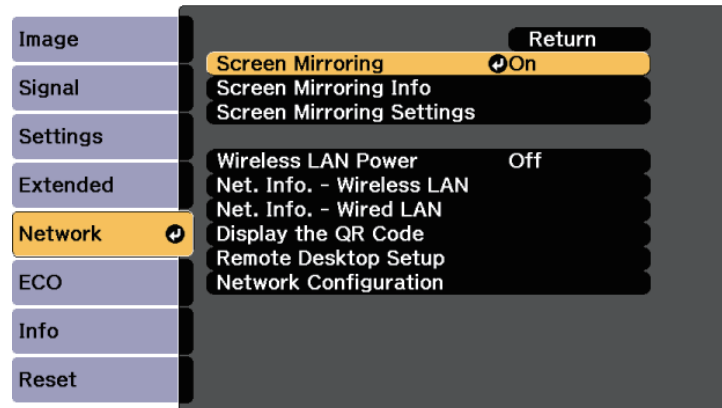 Image
Signal
Settings
Extended
Network
ECO
Info
Reset
Return
Screen Mirroring On
Screen Mirroring Info
Screen Mirroring Settings
Wireless LAN Power Off
Net. Info. - Wireless LAN
Net. Info. - Wired LAN
Display the QR Code
Remote Desktop Setup
Network Configuration